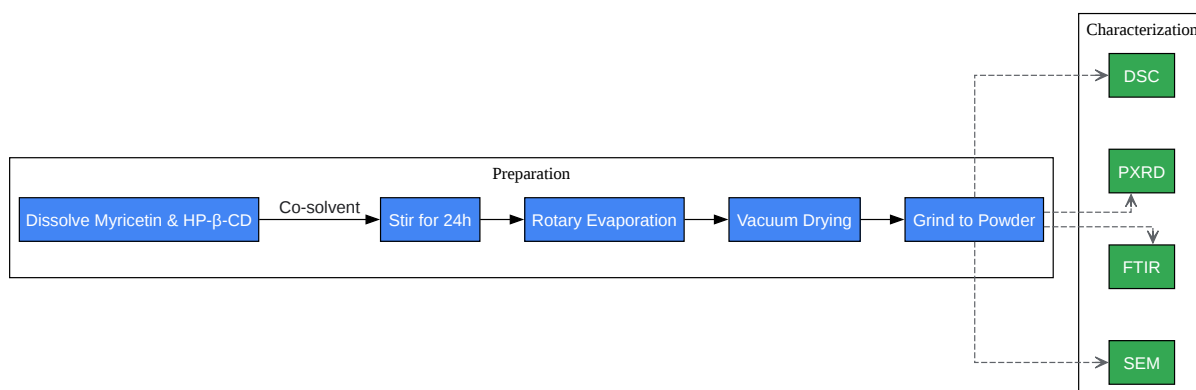 Characterization
DSC
PXRD
FTIR
SEM
Preparation
Dissolve Myricetin & HP-β-CD
Co-solvent
Stir for 24h
Rotary Evaporation
Vacuum Drying
Grind to Powder